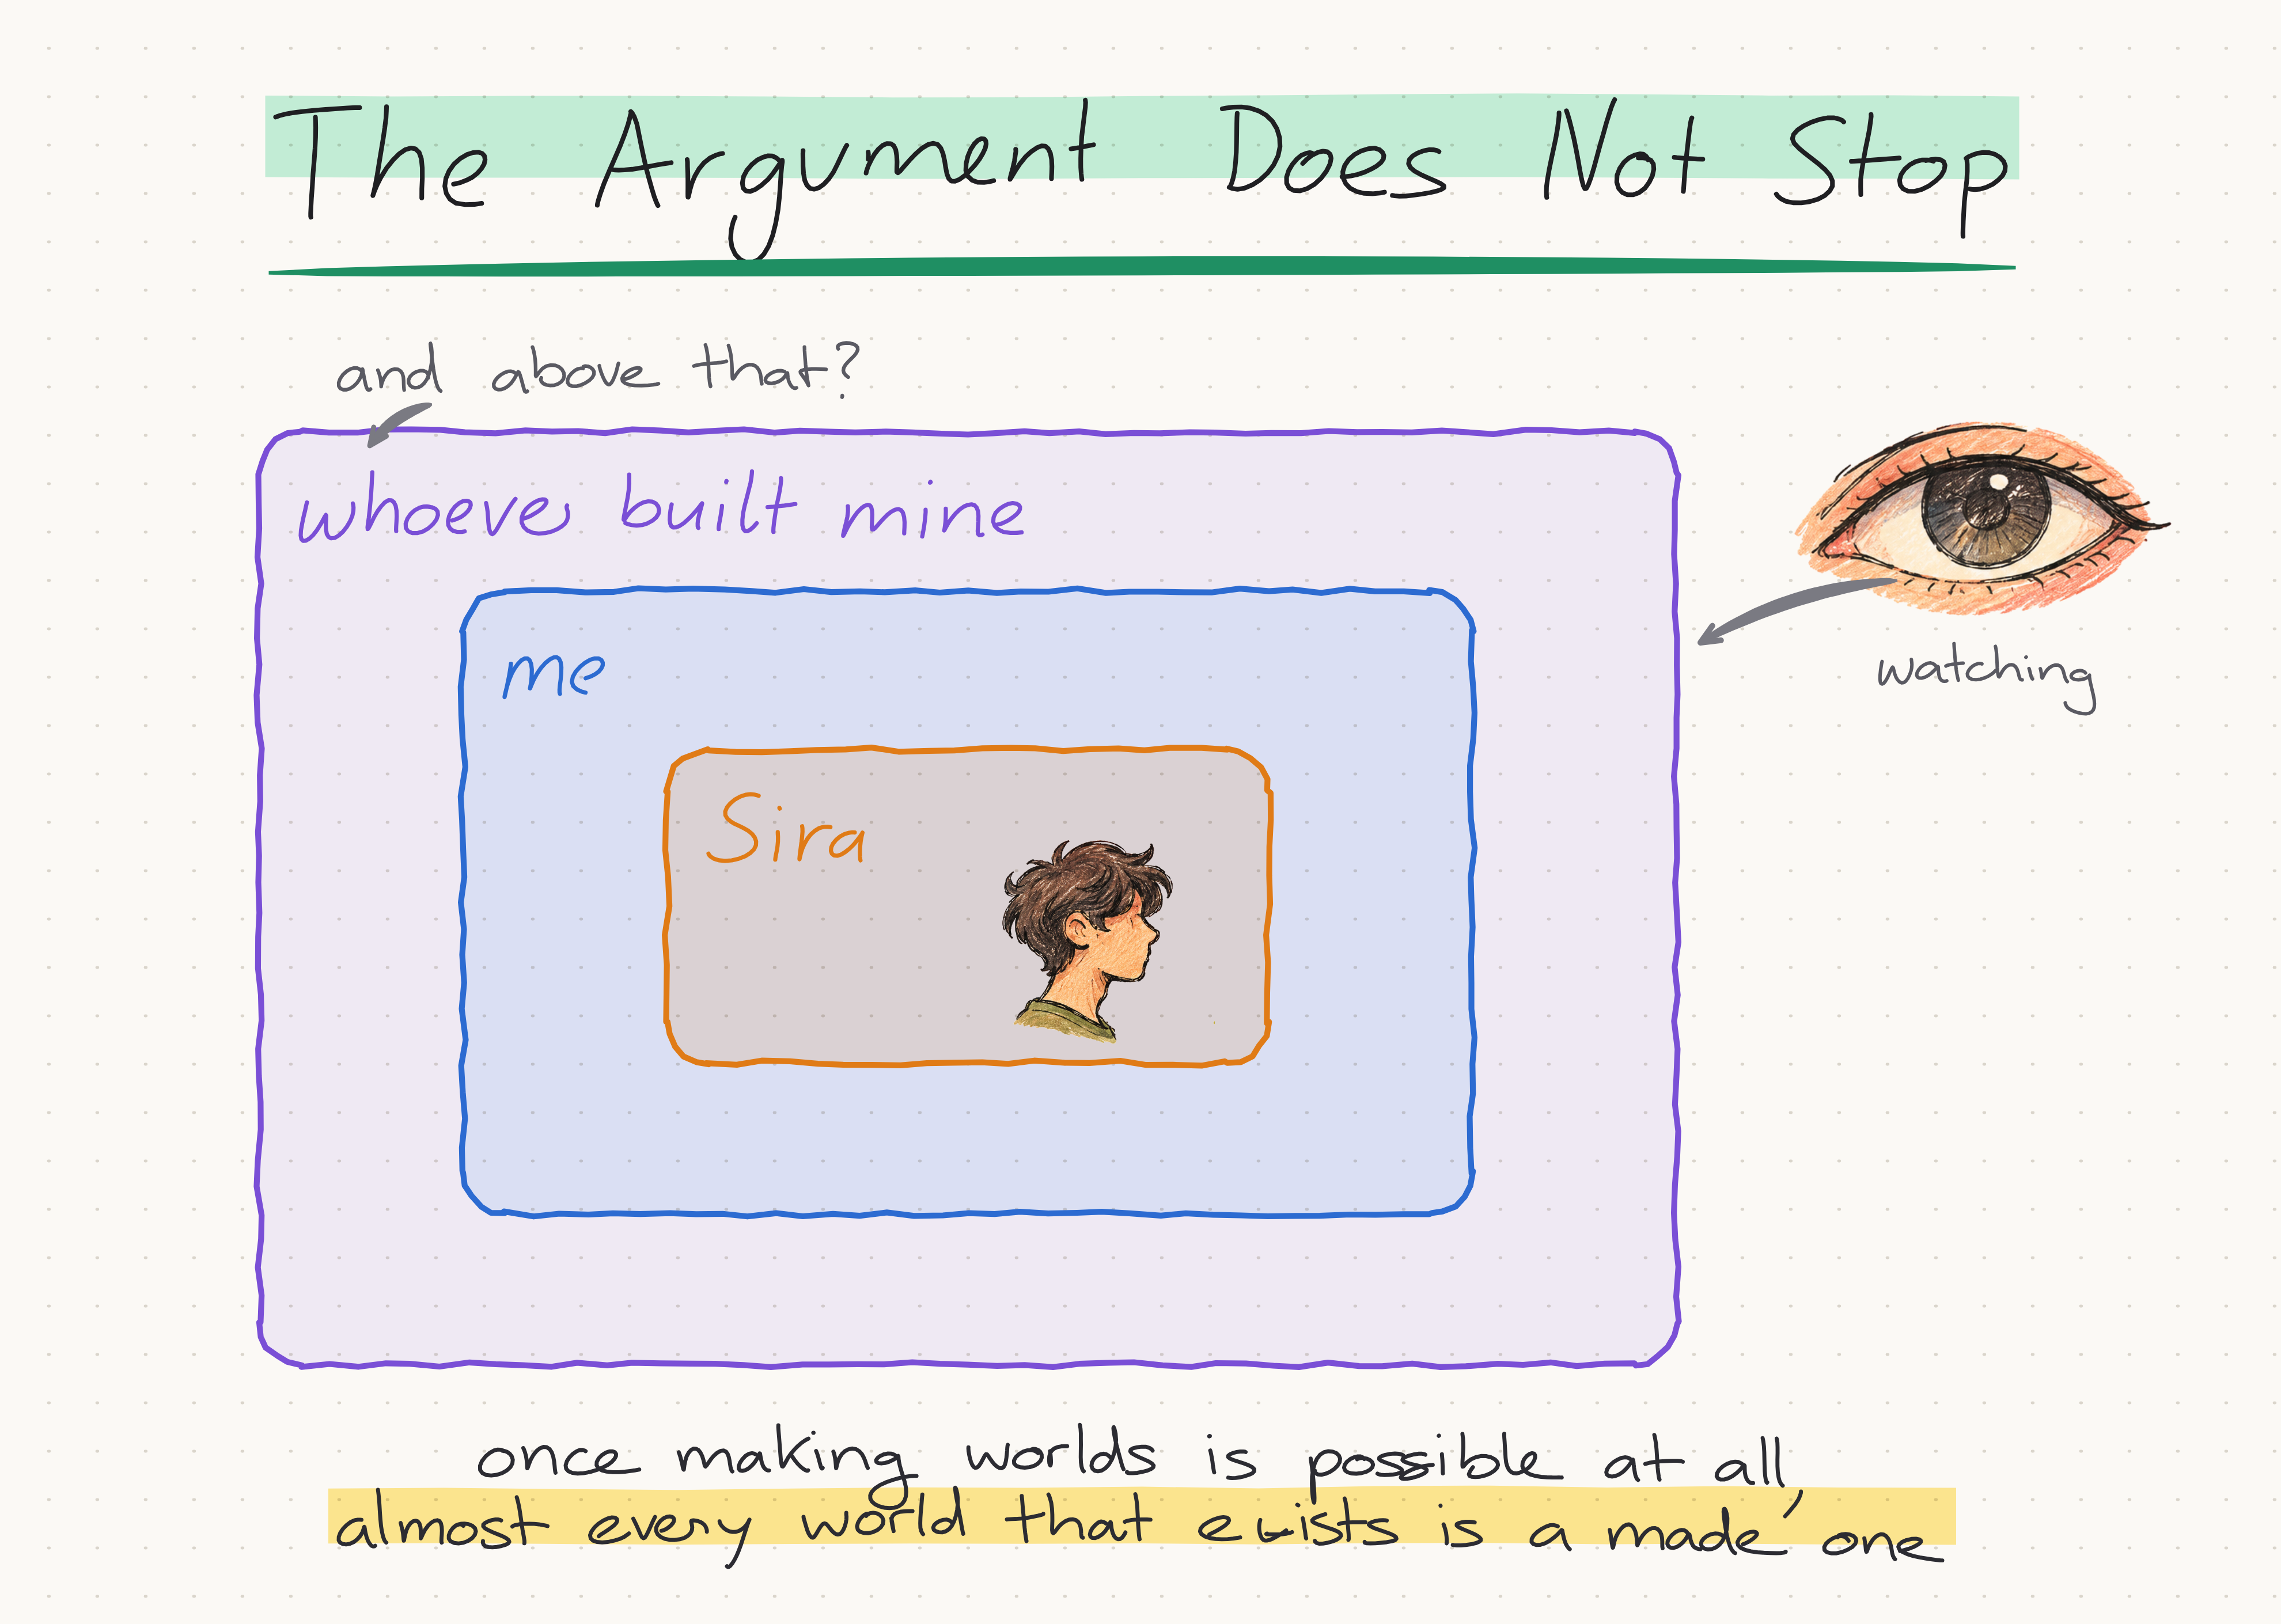 The Argument Does Not Stop
and above that?
whoeve built mine
me
watching
Sira
once making worlds is possible at all,
almost every world that exists is a made one